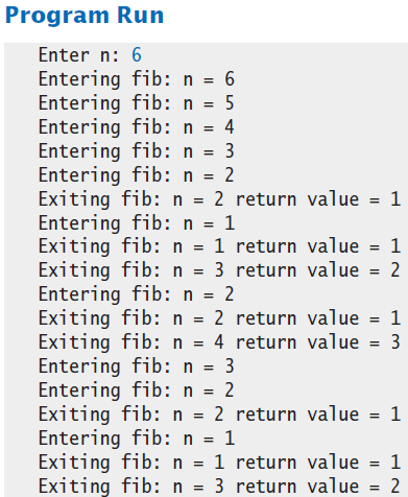 Program Run
Enter n: 6
Entering fib: n = 6
Entering fib: n = 5
Entering fib: n = 4
Entering fib: n = 3
Entering fib: n = 2
Exiting fib: n = 2 return value = 1
Entering fib: n = 1
Exiting fib: n = 1 return value = 1
Exiting fib: n = 3 return value = 2
Entering fib: n = 2
Exiting fib: n = 2 return value = 1
Exiting fib: n = 4 return value = 3
Entering fib: n = 3
Entering fib: n = 2
Exiting fib: n = 2 return value = 1
Entering fib: n = 1
Exiting fib: n = 1 return value = 1
Exiting fib: n = 3 return value = 2